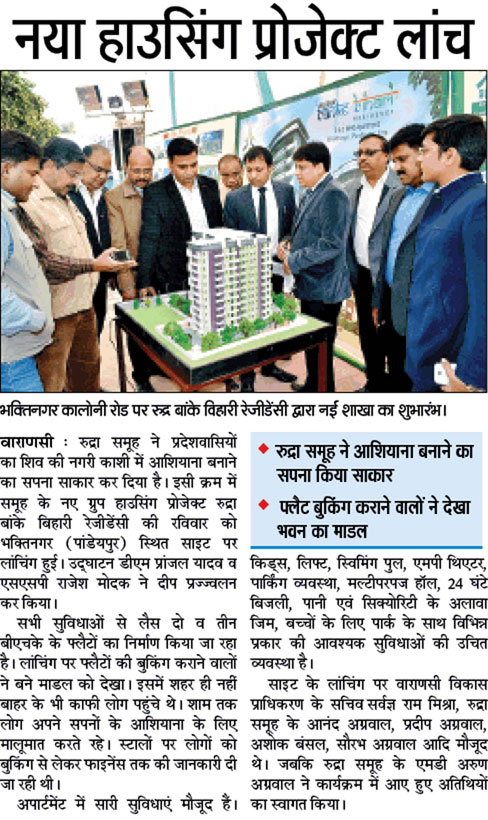 नया हाउसिंग प्रोजेक्ट लांच
banke bihari
RESIDENCY
भक्तिनगर कालोनी रोड पर रुद्र बांके विहारी रेजीडेंसी द्वारा नई शाखा का शुभारंभ।
वाराणसी : रुद्रा समूह ने प्रदेशवासियों
का शिव की नगरी काशी में आशियाना बनाने
का सपना साकार कर दिया है। इसी क्रम में
समूह के नए ग्रुप हाउसिंग प्रोजेक्ट रुद्रा
बांके बिहारी रेजीडेंसी की रविवार को
भक्तिनगर (पांडेयपुर) स्थित साइट पर
लांचिंग हुई। उद्घाटन डीएम प्रांजल यादव व
एसएसपी राजेश मोदक ने दीप प्रज्ज्वलन
कर किया।
सभी सुविधाओं से लैस दो व तीन
बीएचके के फ्लैटों का निर्माण किया जा रहा
है। लांचिंग पर फ्लैटों की बुकिंग कराने वालों
ने बने माडल को देखा। इसमें शहर ही नहीं
बाहर के भी काफी लोग पहुंचे थे। शाम तक
लोग अपने सपनों के आशियाना के लिए
मालूमात करते रहे। स्टालों पर लोगों को
बुकिंग से लेकर फाइनेंस तक की जानकारी दी
जा रही थी।
अपार्टमेंट में सारी सुविधाएं मौजूद हैं।
रुद्रा समूह ने आशियाना बनाने का
सपना किया साकार
फ्लैट बुकिंग कराने वालों ने देखा
भवन का माडल
किड्स, लिफ्ट, स्विमिंग पुल, एमपी थिएटर,
पार्किंग व्यवस्था, मल्टीपरपज हॉल, 24 घंटे
बिजली, पानी एवं सिक्योरिटी के अलावा
जिम, बच्चों के लिए पार्क के साथ विभिन्न
प्रकार की आवश्यक सुविधाओं की उचित
व्यवस्था है।
साइट के लांचिंग पर वाराणसी विकास
प्राधिकरण के सचिव सर्वज्ञ राम मिश्रा, रुद्रा
समूह के आनंद अग्रवाल, प्रदीप अग्रवाल,
अशोक बंसल, सौरभ अग्रवाल आदि मौजूद
थे। जबकि रुद्रा समूह के एमडी अरुण
अग्रवाल ने कार्यक्रम में आए हुए अतिथियों
का स्वागत किया।